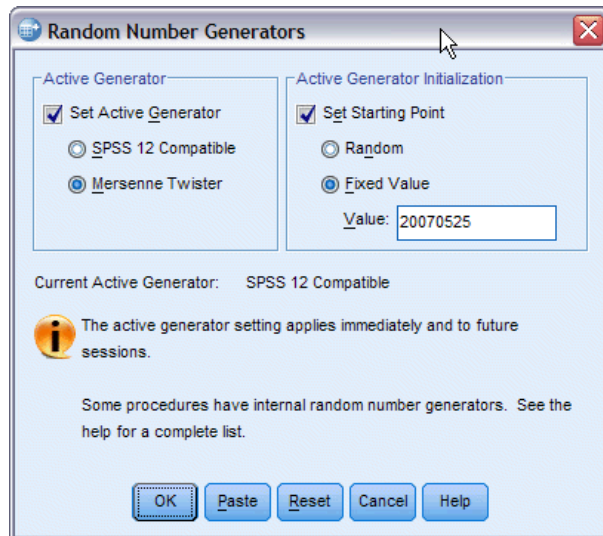 Random Number Generators
Active Generator
Set Active Generator
SPSS 12 Compatible
Mersenne Twister
Active Generator Initialization
Set Starting Point
Random
Fixed Value
Value: 20070525
Current Active Generator: SPSS 12 Compatible
The active generator setting applies immediately and to future
sessions.
Some procedures have internal random number generators. See the
help for a complete list.
OK Paste Reset Cancel Help